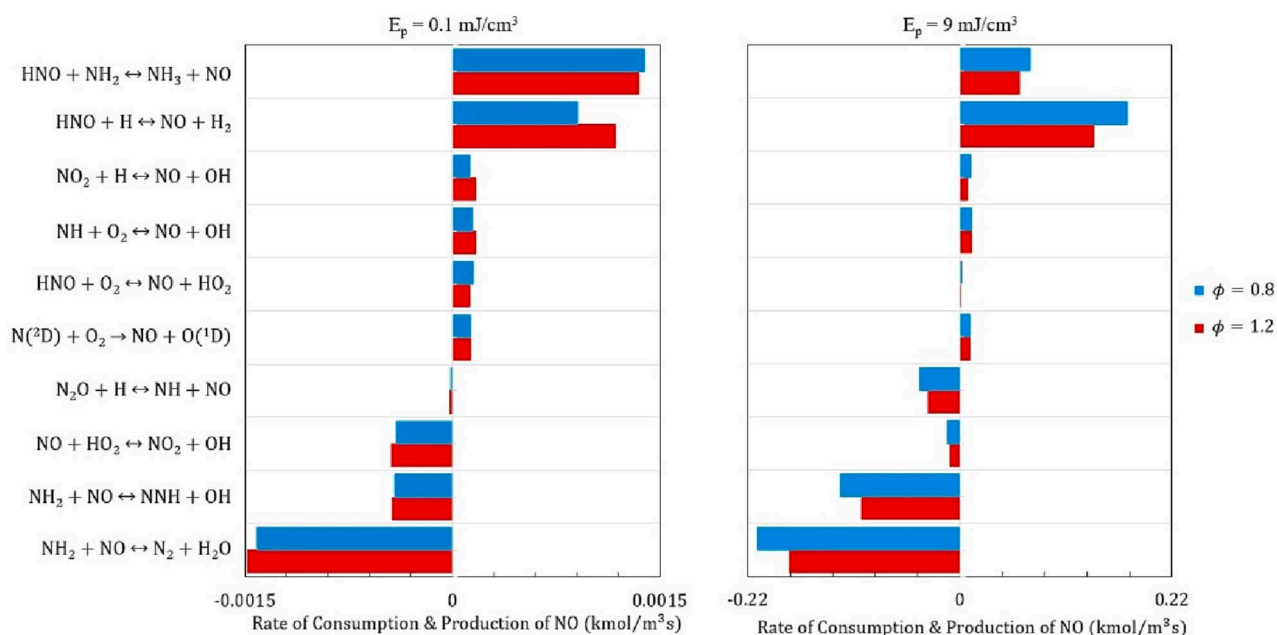 E_p = 0.1 mJ/cm³
E_p = 9 mJ/cm³
HNO + NH₂ ↔ NH₃ + NO
HNO + H ↔ NO + H₂
NO₂ + H ↔ NO + OH
NH + O₂ ↔ NO + OH
HNO + O₂ ↔ NO + HO₂
N(²D) + O₂ → NO + O(¹D)
N₂O + H ↔ NH + NO
NO + HO₂ ↔ NO₂ + OH
NH₂ + NO ↔ NNH + OH
NH₂ + NO ↔ N₂ + H₂O
ϕ = 0.8
ϕ = 1.2
-0.0015 0 0.0015
-0.22 0 0.22
Rate of Consumption & Production of NO (kmol/m³s)
Rate of Consumption & Production of NO (kmol/m³s)